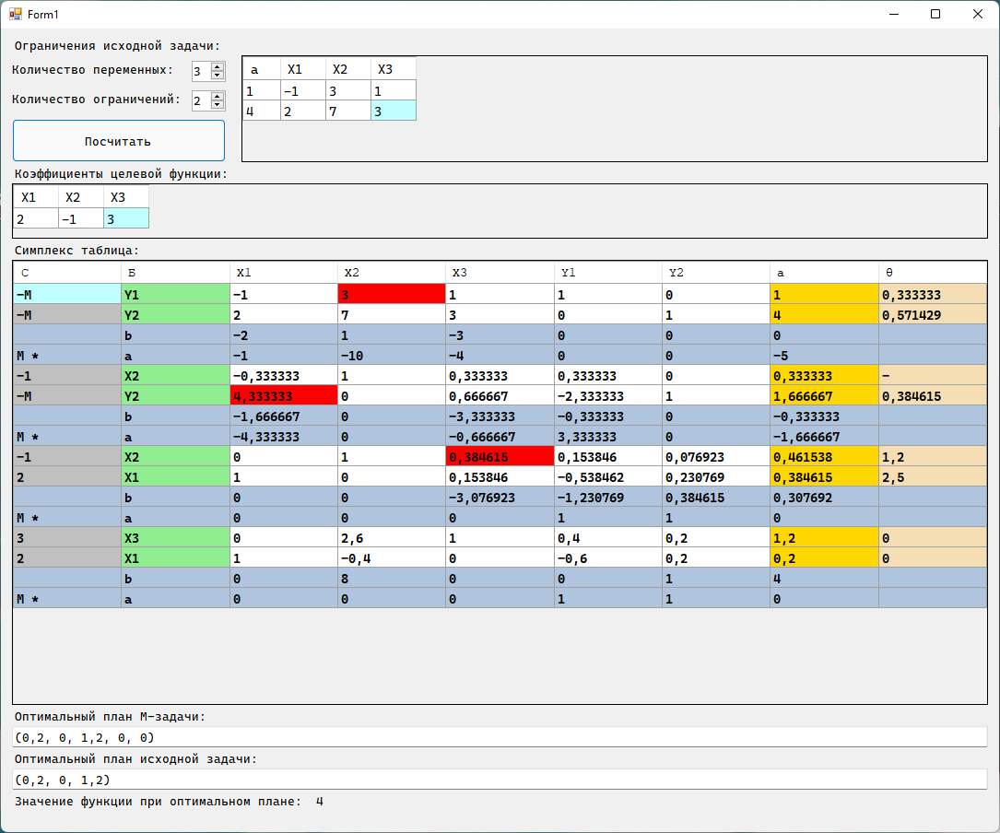 Form1
Ограничения исходной задачи:
Количество переменных: 3
Количество ограничений: 2
a X1 X2 X3
1 -1 3 1
4 2 7 3
Посчитать
Коэффициенты целевой функции:
X1 X2 X3
2 -1 3
Симплекс таблица:
C Б X1 X2 X3 Y1 Y2 a θ
-M Y1 -1 3 1 1 0 1 0,333333
-M Y2 2 7 3 0 1 4 0,571429
b -2 1 -3 0 0 0
M * a -1 -10 -4 0 0 -5
-1 X2 -0,333333 1 0,333333 0,333333 0 0,333333 -
-M Y2 4,333333 0 0,666667 -2,333333 1 1,666667 0,384615
b -1,666667 0 -3,333333 -0,333333 0 -0,333333
M * a -4,333333 0 -0,666667 3,333333 0 -1,666667
-1 X2 0 1 0,384615 0,153846 0,076923 0,461538 1,2
2 X1 1 0 0,153846 -0,538462 0,230769 0,384615 2,5
b 0 0 -3,076923 -1,230769 0,384615 0,307692
M * a 0 0 0 1 1 0
3 X3 0 2,6 1 0,4 0,2 1,2 0
2 X1 1 -0,4 0 -0,6 0,2 0,2 0
b 0 8 0 0 1 4
M * a 0 0 0 1 1 0
Оптимальный план М-задачи:
(0,2, 0, 1,2, 0, 0)
Оптимальный план исходной задачи:
(0,2, 0, 1,2)
Значение функции при оптимальном плане: 4